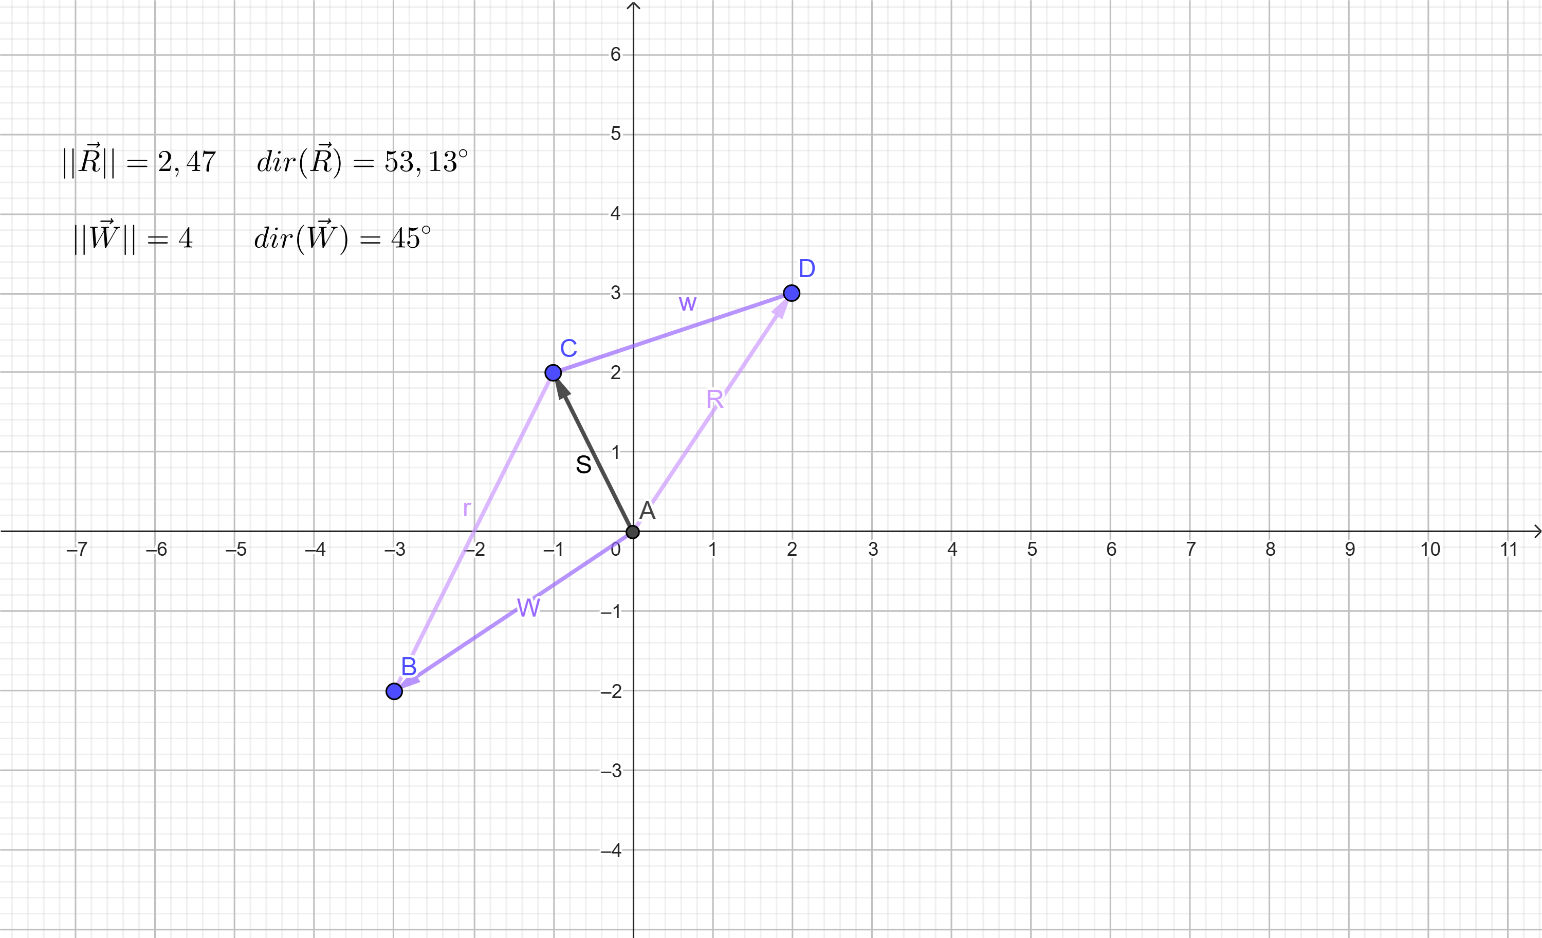 ||R⃗|| = 2,47 dir(R⃗) = 53,13°
||W⃗|| = 4 dir(W⃗) = 45°
6
5
4
3
2
1
D
w
C
R
S
r
A
–7 –6 –5 –4 –3 –2 –1 0 1 2 3 4 5 6 7 8 9 10 11
W
B
–1
–2
–3
–4